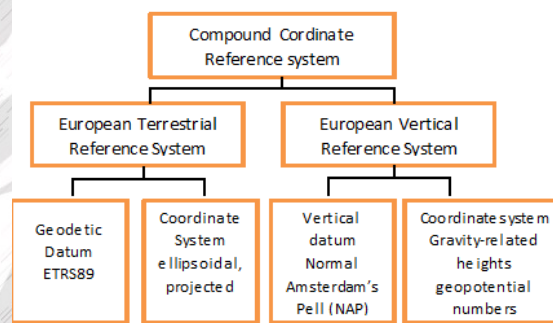 Compound Cordinate
Reference system
European Terrestrial
Reference System
European Vertical
Reference System
Geodetic
Datum
ETRS89
Coordinate
System
ellipsoidal,
projected
Vertical
datum
Normal
Amsterdam's
Pell (NAP)
Coordinate system
Gravity-related
heights
geopotential
numbers